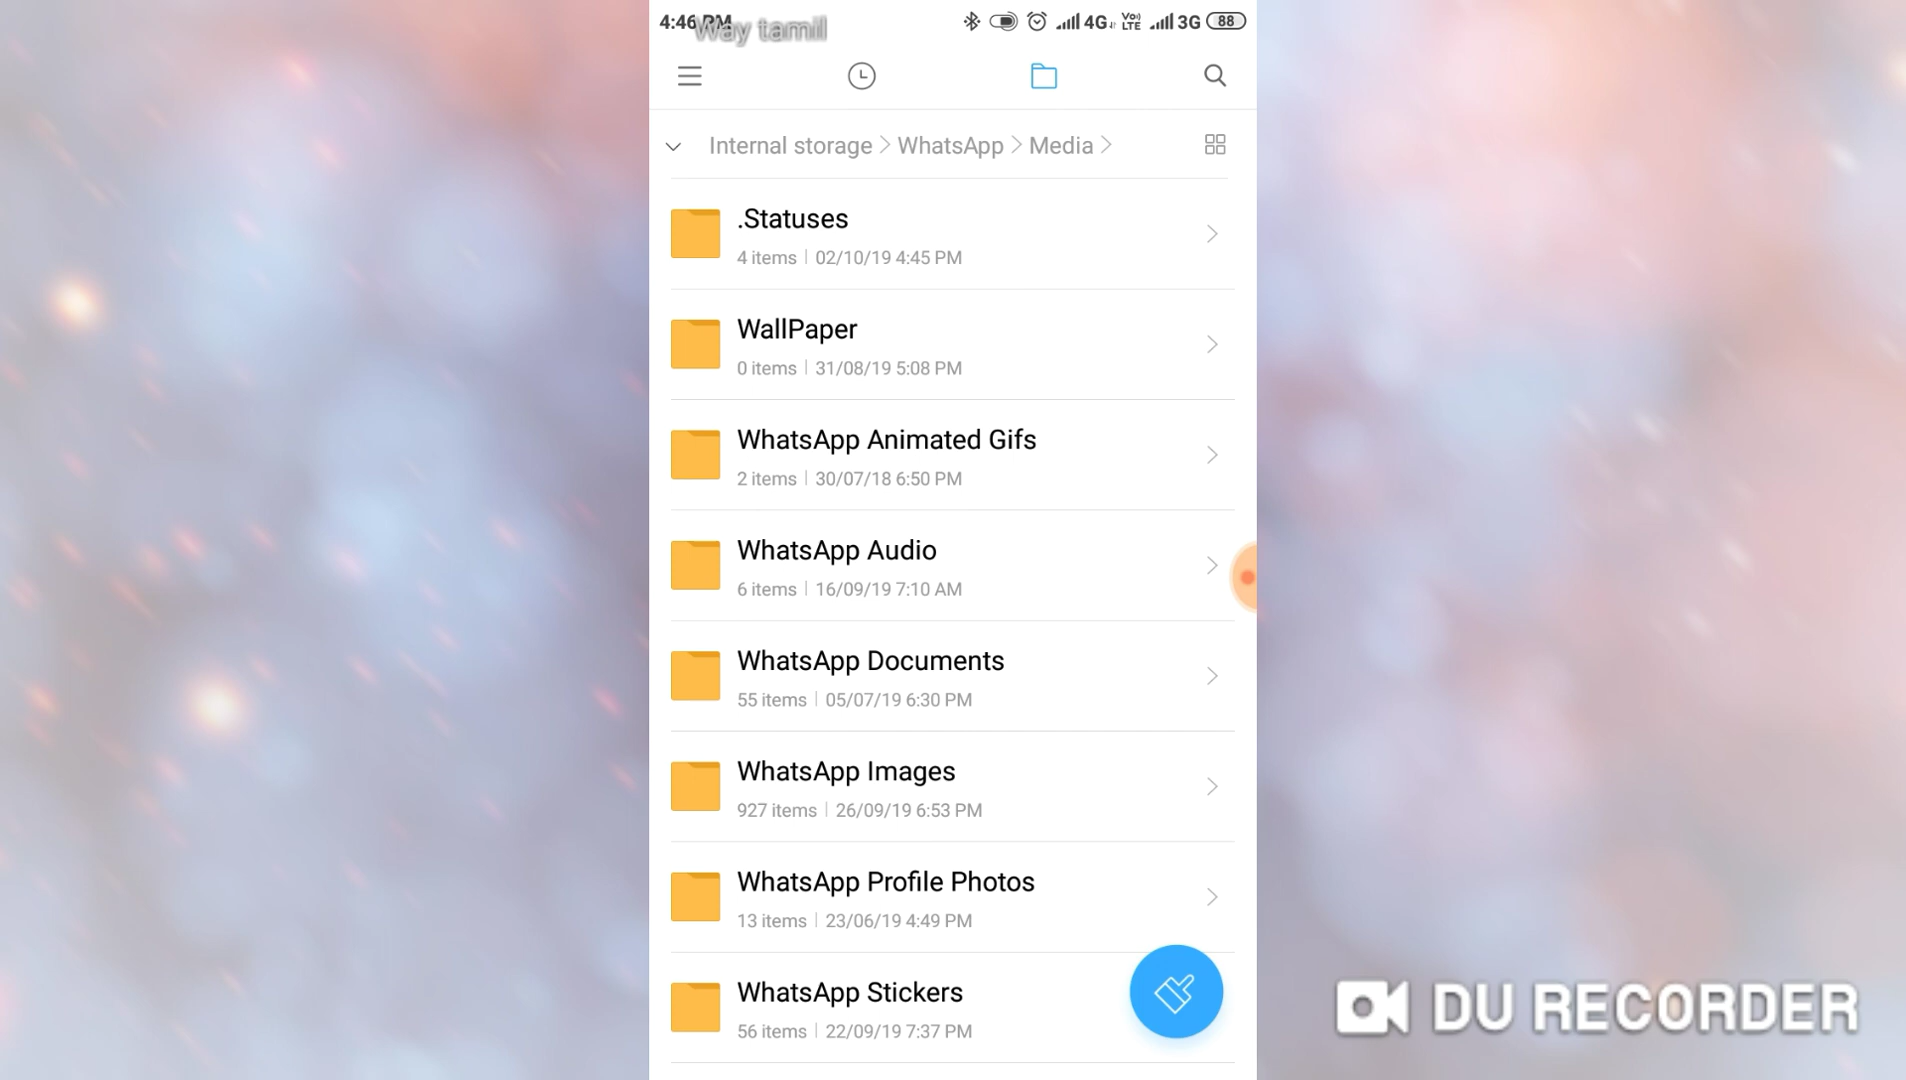 4:46 PM Way tamil 4G VoLTE 3G 88
Internal storage > WhatsApp > Media >
.Statuses
4 items | 02/10/19 4:45 PM
WallPaper
0 items | 31/08/19 5:08 PM
WhatsApp Animated Gifs
2 items | 30/07/18 6:50 PM
WhatsApp Audio
6 items | 16/09/19 7:10 AM
WhatsApp Documents
55 items | 05/07/19 6:30 PM
WhatsApp Images
927 items | 26/09/19 6:53 PM
WhatsApp Profile Photos
13 items | 23/06/19 4:49 PM
WhatsApp Stickers
56 items | 22/09/19 7:37 PM
DU RECORDER